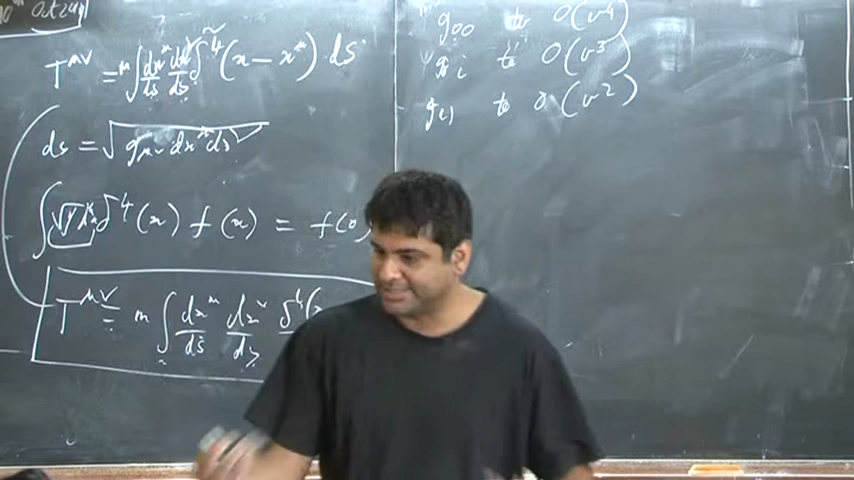 T^{μν} = m ∫ dx^μ/ds dx^ν/ds δ̃^4 (x − x^μ) ds
ds = √(g_{μν} dx^μ dx^ν)
∫ √g d^4x δ^4 (x) f(x) = f(0)
T^{μν} = m ∫ dx^μ/ds dx^ν/ds δ^4(x
g_{00} to O(v^4)
g_{0i} to O(v^3)
g_{ij} to O(v^2)